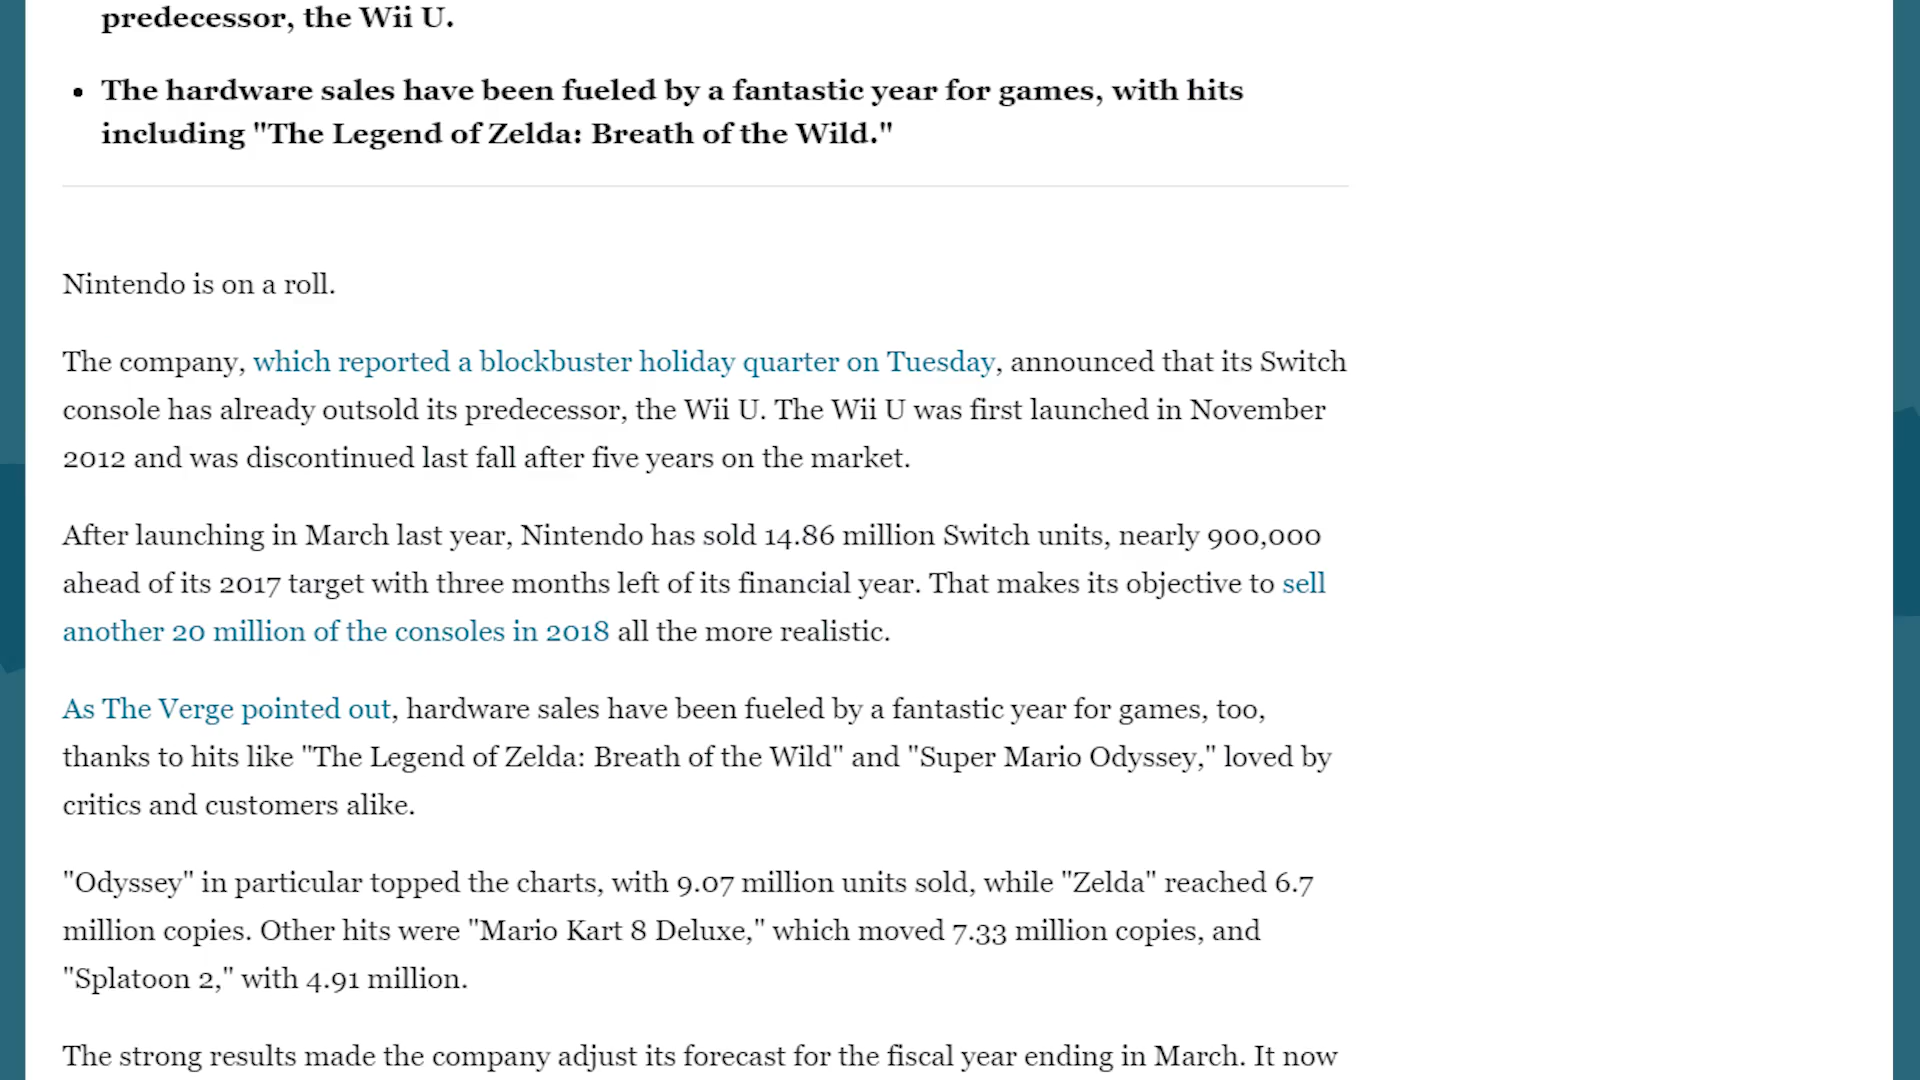 predecessor, the Wii U.
• The hardware sales have been fueled by a fantastic year for games, with hits
including "The Legend of Zelda: Breath of the Wild."
Nintendo is on a roll.
The company, which reported a blockbuster holiday quarter on Tuesday, announced that its Switch
console has already outsold its predecessor, the Wii U. The Wii U was first launched in November
2012 and was discontinued last fall after five years on the market.
After launching in March last year, Nintendo has sold 14.86 million Switch units, nearly 900,000
ahead of its 2017 target with three months left of its financial year. That makes its objective to sell
another 20 million of the consoles in 2018 all the more realistic.
As The Verge pointed out, hardware sales have been fueled by a fantastic year for games, too,
thanks to hits like "The Legend of Zelda: Breath of the Wild" and "Super Mario Odyssey," loved by
critics and customers alike.
"Odyssey" in particular topped the charts, with 9.07 million units sold, while "Zelda" reached 6.7
million copies. Other hits were "Mario Kart 8 Deluxe," which moved 7.33 million copies, and
"Splatoon 2," with 4.91 million.
The strong results made the company adjust its forecast for the fiscal year ending in March. It now